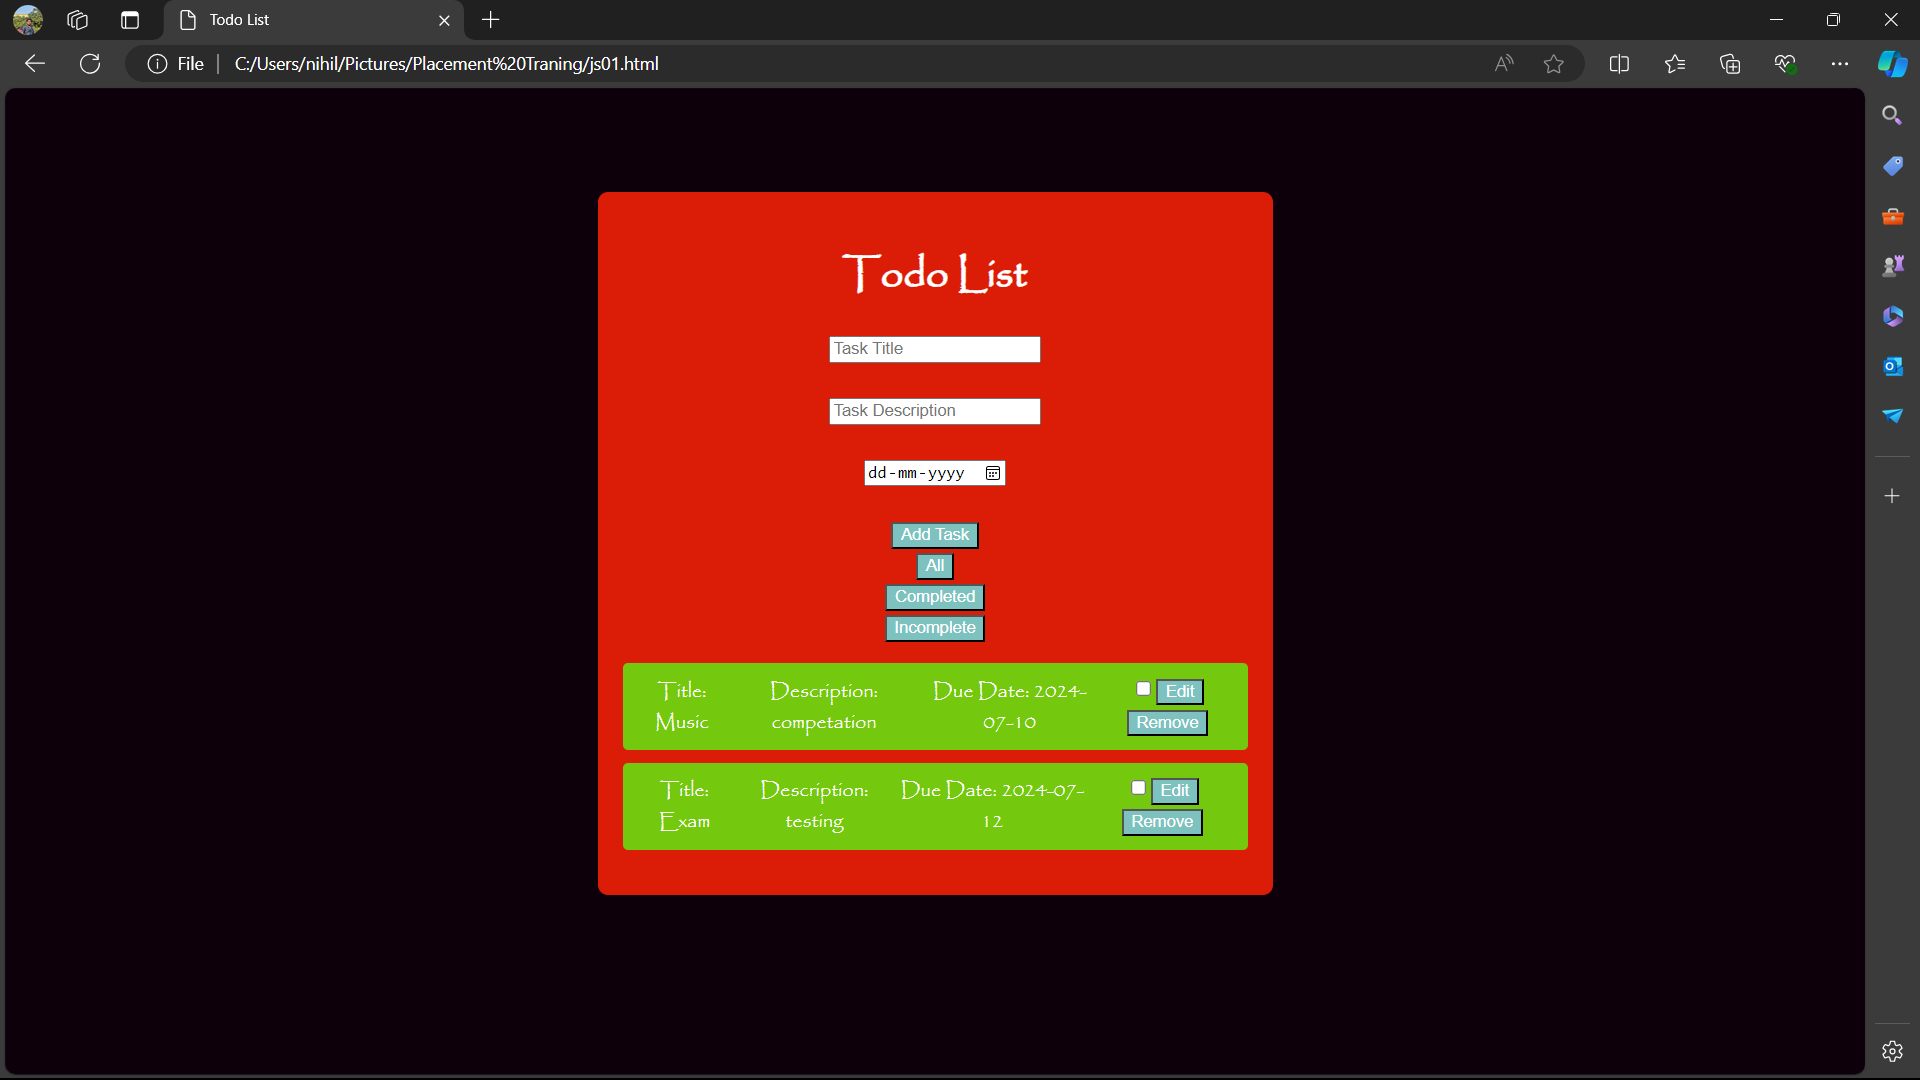 Todo List
File C:/Users/nihil/Pictures/Placement%20Traning/js01.html
Todo List
Task Title
Task Description
dd-mm-yyyy
Add Task
All
Completed
Incomplete
Title: Description: Due Date: 2024- Edit
Music competation 07-10 Remove
Title: Description: Due Date: 2024-07- Edit
Exam testing 12 Remove